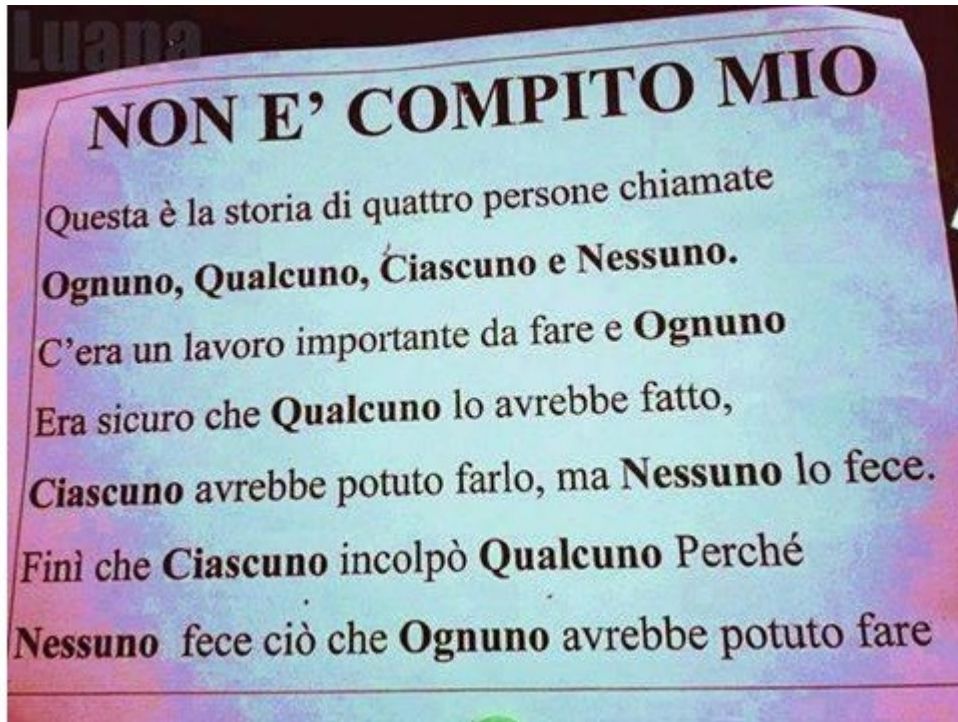 Luana
NON E’ COMPITO MIO
Questa è la storia di quattro persone chiamate
Ognuno, Qualcuno, Ciascuno e Nessuno.
C’era un lavoro importante da fare e Ognuno
Era sicuro che Qualcuno lo avrebbe fatto,
Ciascuno avrebbe potuto farlo, ma Nessuno lo fece.
Finì che Ciascuno incolpò Qualcuno Perché
Nessuno fece ciò che Ognuno avrebbe potuto fare